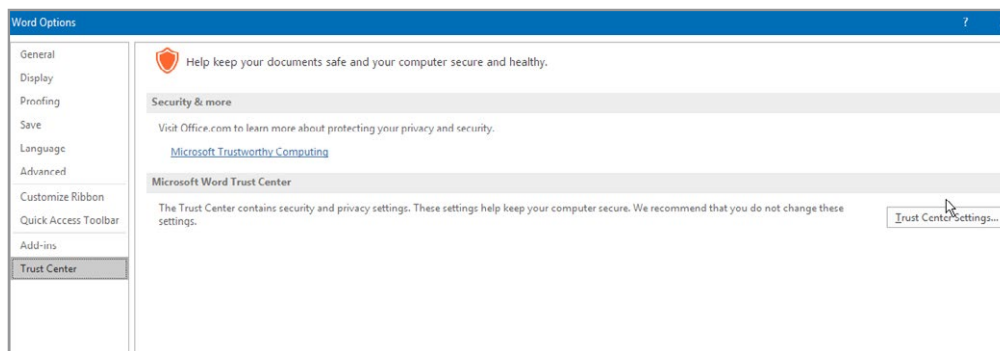 Word Options
?
General
Display
Proofing
Save
Language
Advanced
Customize Ribbon
Quick Access Toolbar
Add-ins
Trust Center
Help keep your documents safe and your computer secure and healthy.
Security & more
Visit Office.com to learn more about protecting your privacy and security.
Microsoft Trustworthy Computing
Microsoft Word Trust Center
The Trust Center contains security and privacy settings. These settings help keep your computer secure. We recommend that you do not change these
settings.
Trust Center Settings...